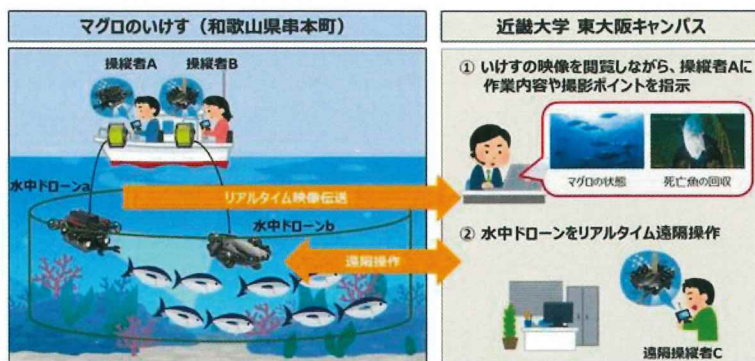 マグロのいけす（和歌山県串本町）
操縦者A
操縦者B
水中ドローンa
リアルタイム映像伝送
水中ドローンb
遠隔操作
近畿大学 東大阪キャンパス
① いけすの映像を閲覧しながら、操縦者Aに
作業内容や撮影ポイントを指示
マグロの状態
死亡魚の回収
② 水中ドローンをリアルタイム遠隔操作
遠隔操縦者C